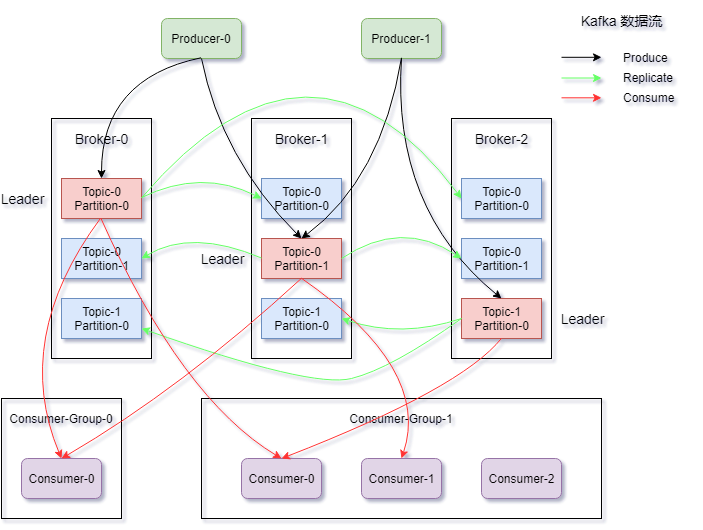 Kafka 数据流
Producer-0
Producer-1
Produce
Replicate
Consume
Broker-0
Broker-1
Broker-2
Leader
Topic-0
Partition-0
Topic-0
Partition-0
Topic-0
Partition-0
Topic-0
Partition-1
Leader
Topic-0
Partition-1
Topic-0
Partition-1
Topic-1
Partition-0
Topic-1
Partition-0
Topic-1
Partition-0
Leader
Consumer-Group-0
Consumer-Group-1
Consumer-0
Consumer-0
Consumer-1
Consumer-2